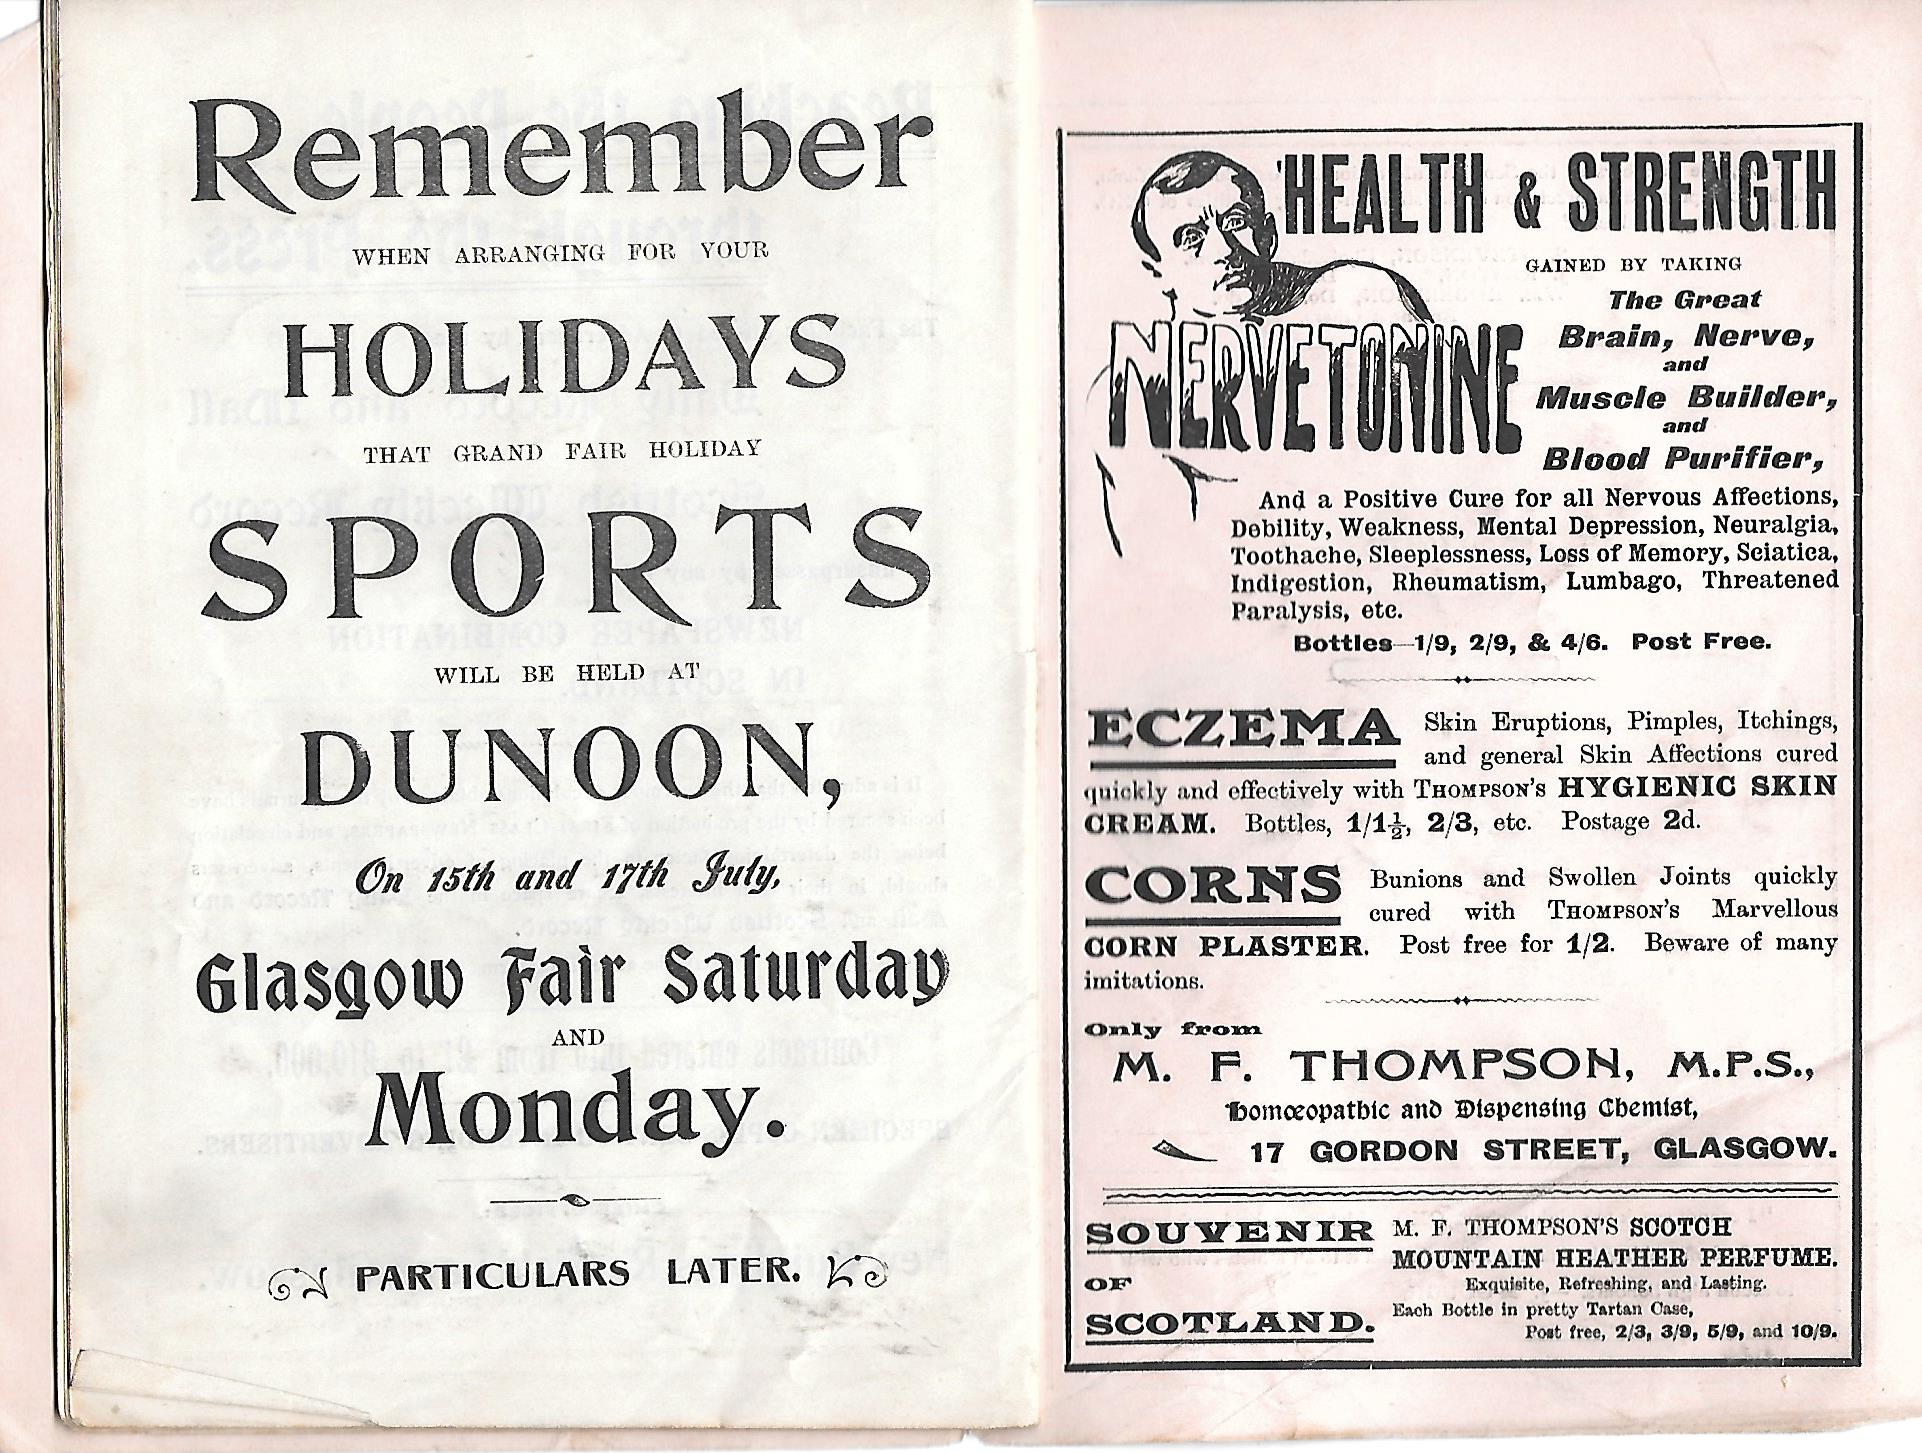 Remember
WHEN ARRANGING FOR YOUR
HOLIDAYS
THAT GRAND FAIR HOLIDAY
SPORTS
WILL BE HELD AT
DUNOON,
On 15th and 17th July,
Glasgow Fair Saturday
AND
Monday.
PARTICULARS LATER.
HEALTH & STRENGTH
GAINED BY TAKING
The Great
NERVETONINE
Brain, Nerve,
and
Muscle Builder,
and
Blood Purifier,
And a Positive Cure for all Nervous Affections,
Debility, Weakness, Mental Depression, Neuralgia,
Toothache, Sleeplessness, Loss of Memory, Sciatica,
Indigestion, Rheumatism, Lumbago, Threatened
Paralysis, etc.
Bottles—1/9, 2/9, & 4/6. Post Free.
ECZEMA Skin Eruptions, Pimples, Itchings,
and general Skin Affections cured
quickly and effectively with THOMPSON'S HYGIENIC SKIN
CREAM. Bottles, 1/1½, 2/3, etc. Postage 2d.
CORNS Bunions and Swollen Joints quickly
cured with THOMPSON'S Marvellous
CORN PLASTER. Post free for 1/2. Beware of many
imitations.
Only from
M. F. THOMPSON, M.P.S.,
Homœopathic and Dispensing Chemist,
17 GORDON STREET, GLASGOW.
SOUVENIR
OF
SCOTLAND.
M. F. THOMPSON'S SCOTCH
MOUNTAIN HEATHER PERFUME.
Exquisite, Refreshing, and Lasting.
Each Bottle in pretty Tartan Case,
Post free, 2/3, 3/9, 5/9, and 10/9.